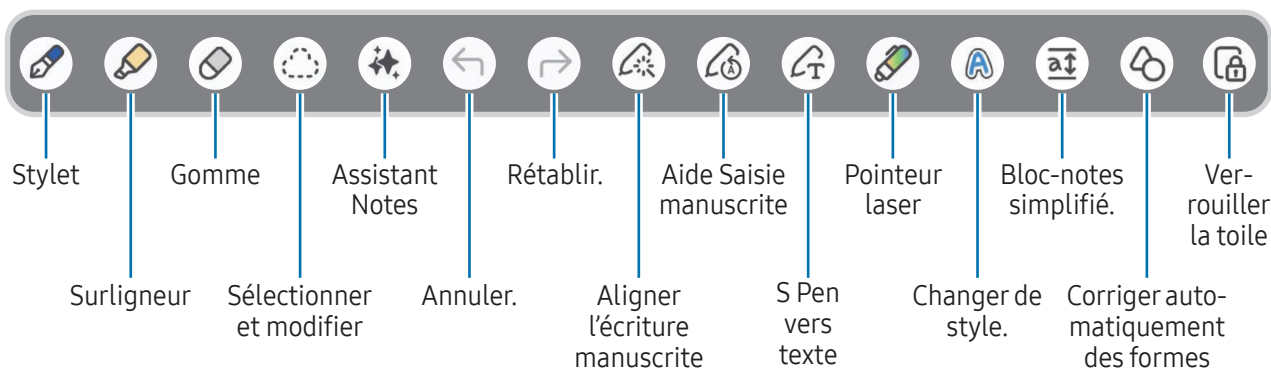 Stylet
Gomme
Assistant
Notes
Rétablir.
Aide Saisie
manuscrite
Pointeur
laser
Bloc-notes
simplifié.
Ver-
rouiller
la toile
Surligneur
Sélectionner
et modifier
Annuler.
Aligner
l'écriture
manuscrite
S Pen
vers
texte
Changer de
style.
Corriger auto-
matiquement
des formes